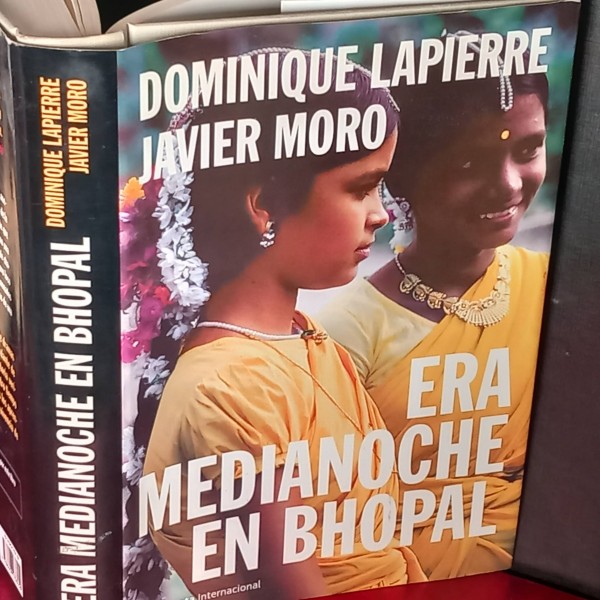 DOMINIQUE LAPIERRE
JAVIER MORO
ERA
MEDIANOCHE
EN BHOPAL
Internacional
DOMINIQUE LAPIERRE
JAVIER MORO
ERA MEDIANOCHE EN BHOPAL